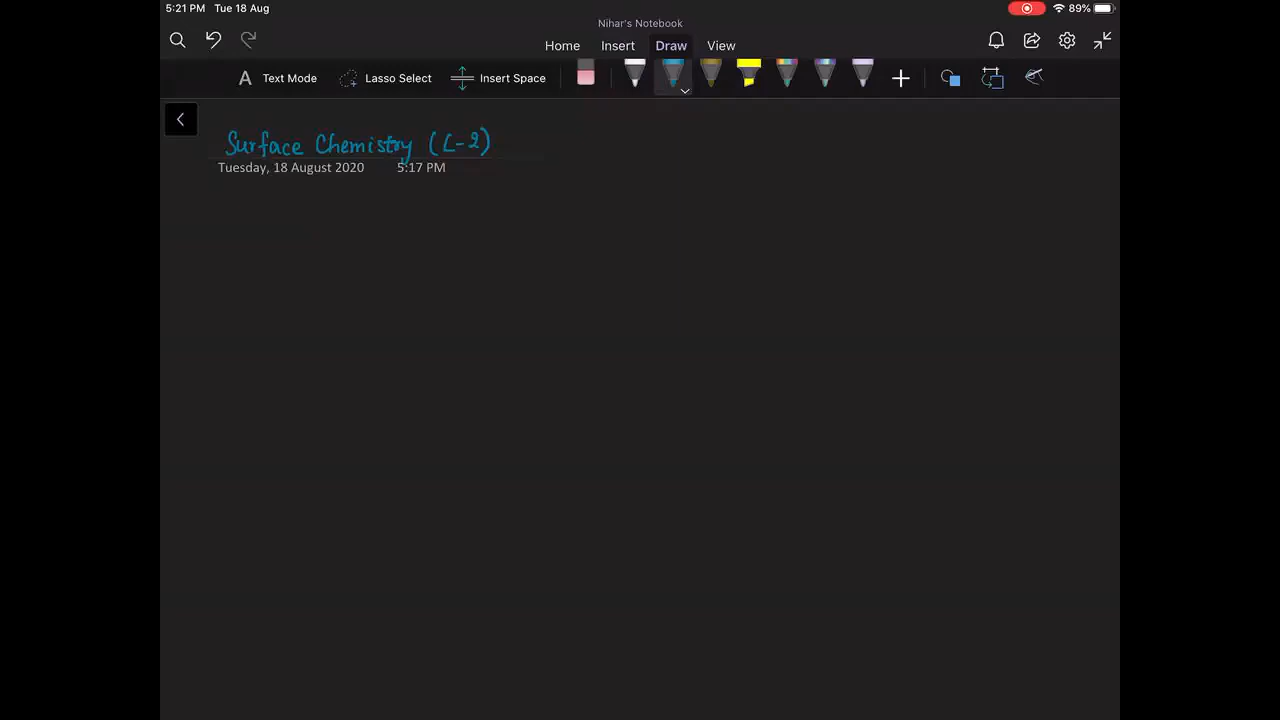 5:21 PM Tue 18 Aug 89%
Nihar's Notebook
Home Insert Draw View
A Text Mode Lasso Select Insert Space
Surface Chemistry (L-2)
Tuesday, 18 August 2020 5:17 PM